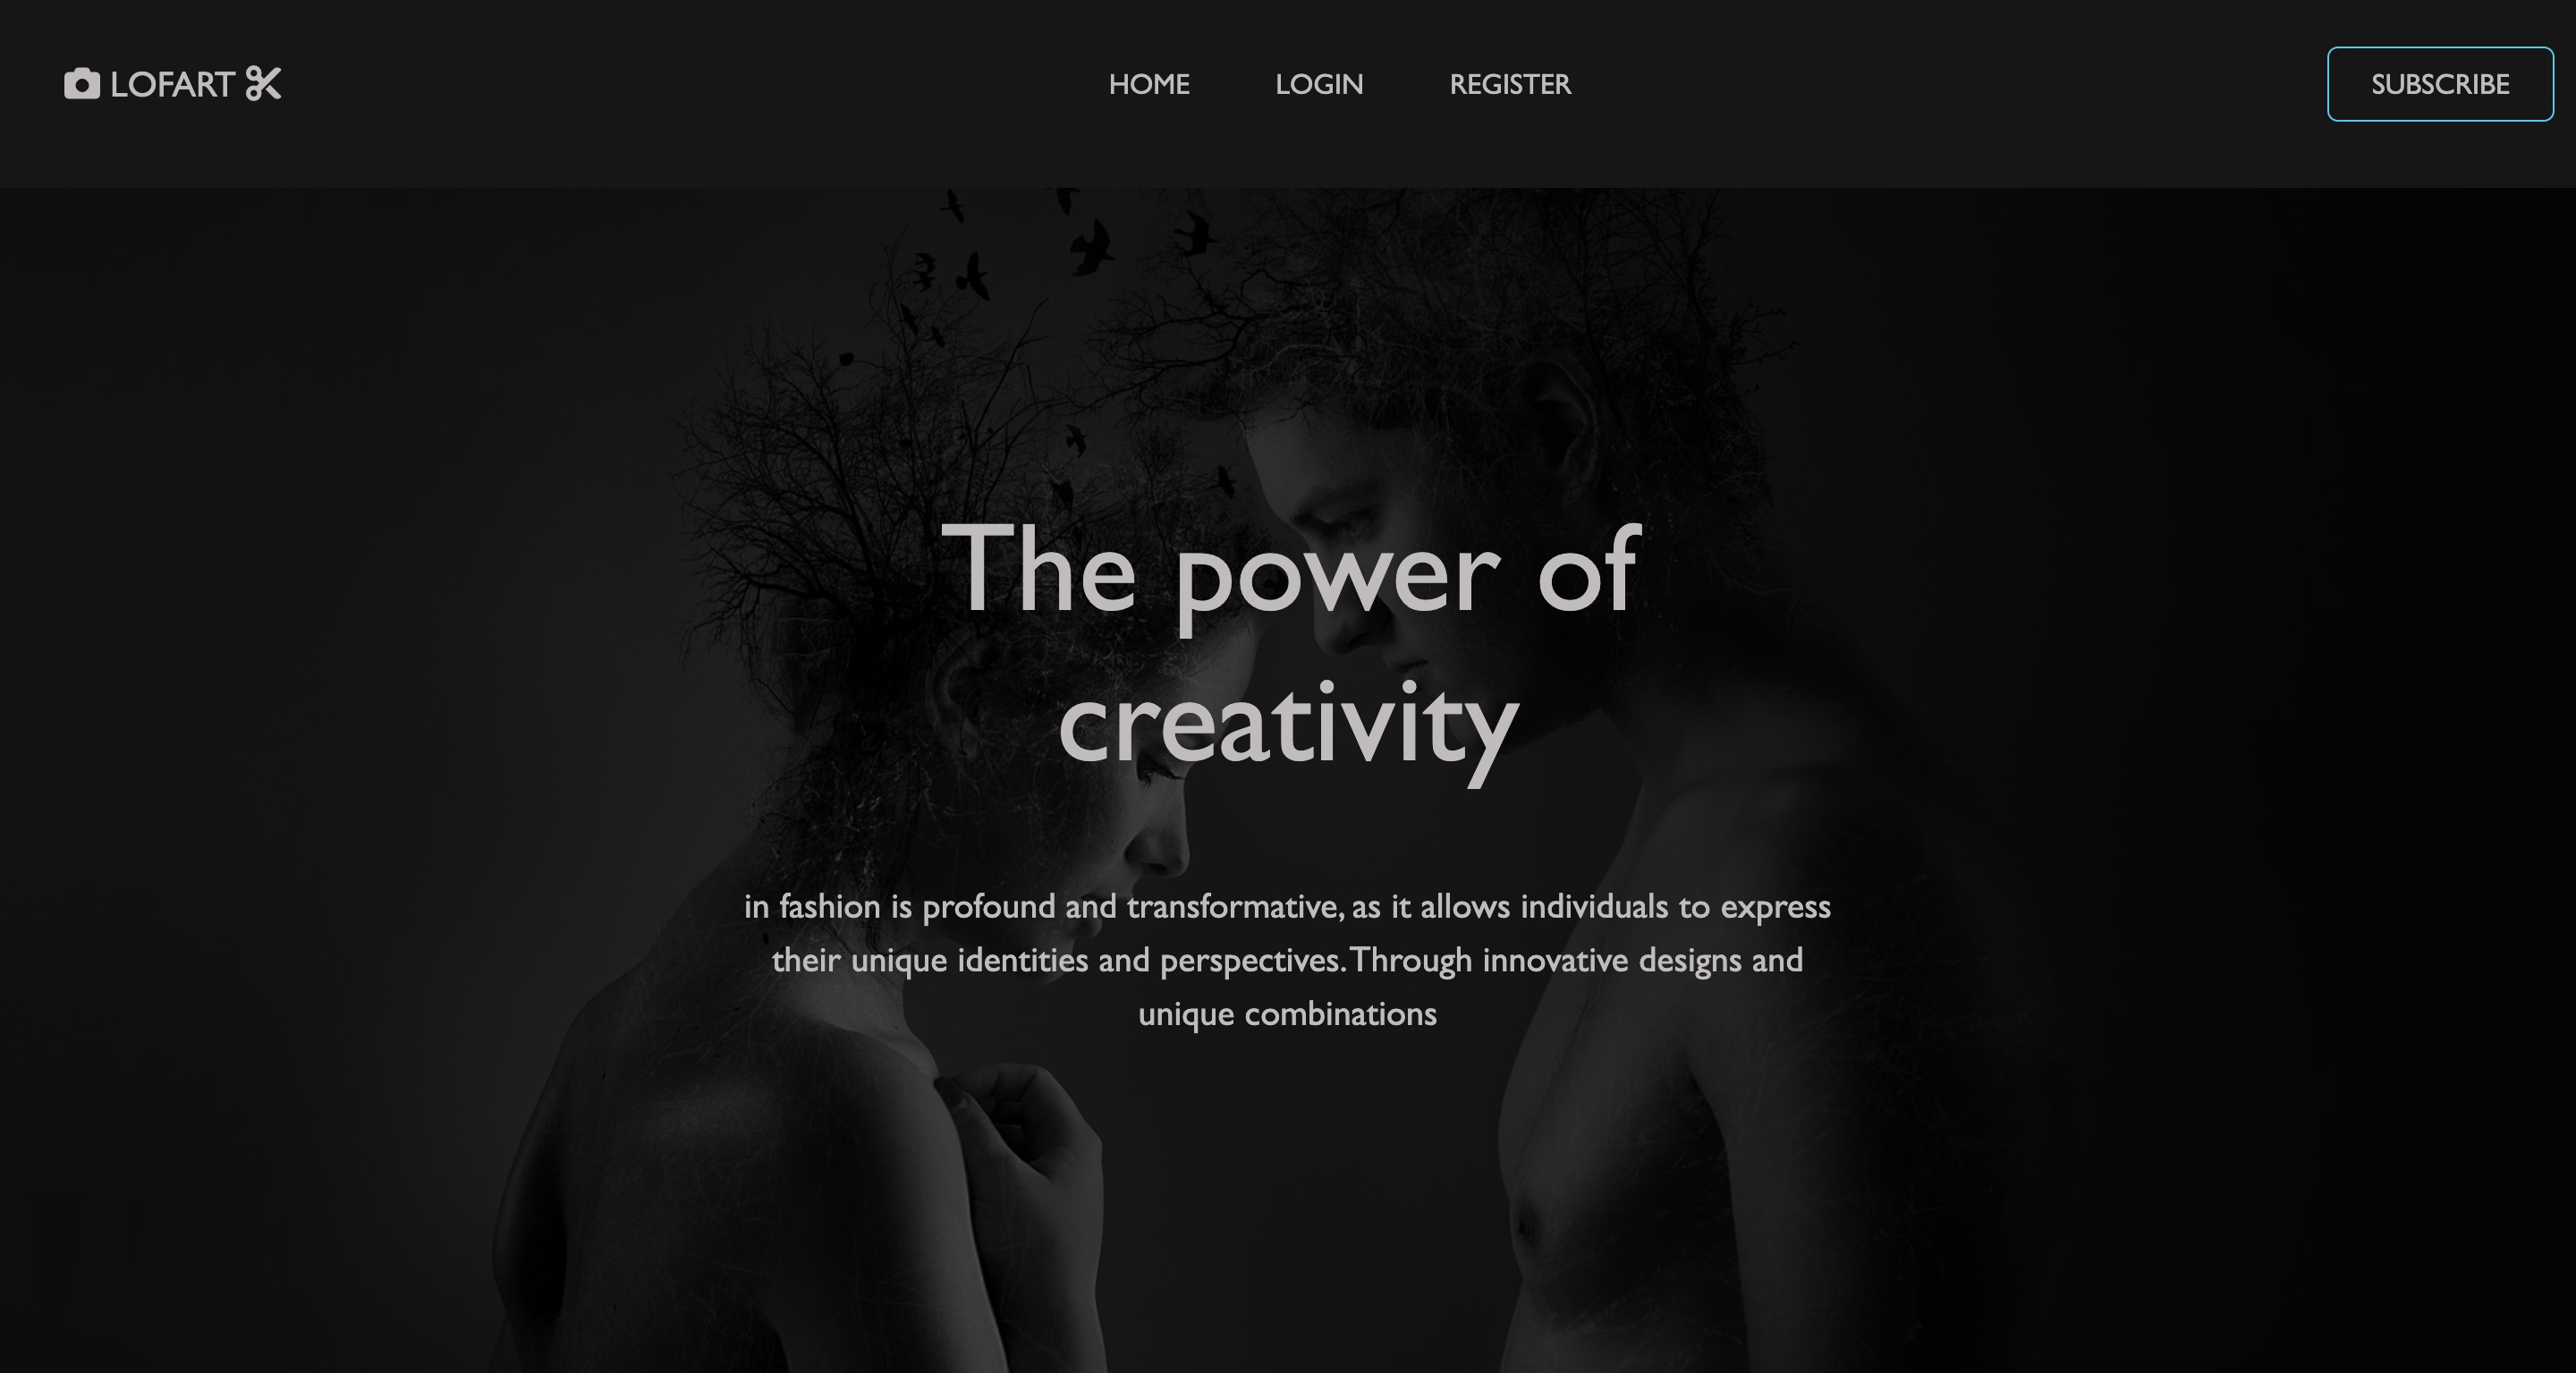 LOFART
HOME LOGIN REGISTER
SUBSCRIBE
The power of
creativity
in fashion is profound and transformative, as it allows individuals to express
their unique identities and perspectives. Through innovative designs and
unique combinations